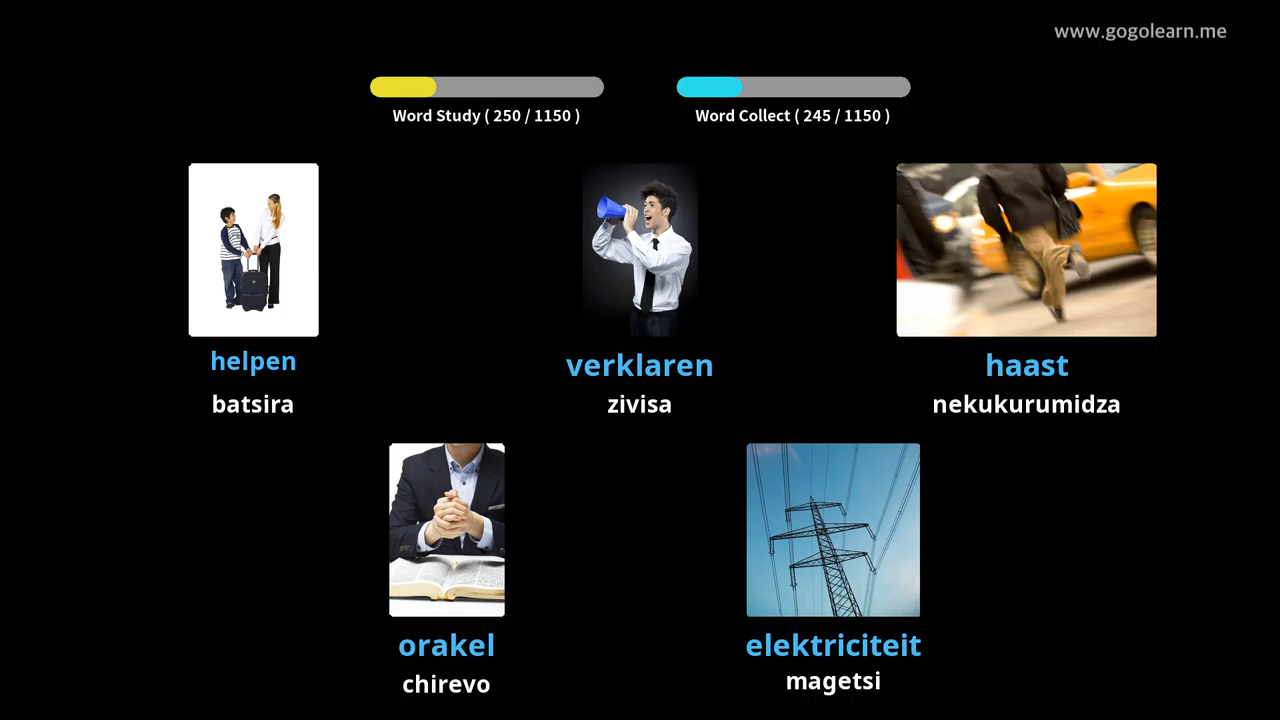 www.gogolearn.me
Word Study ( 250 / 1150 )
Word Collect ( 245 / 1150 )
helpen
batsira
verklaren
zivisa
haast
nekukurumidza
orakel
chirevo
elektriciteit
magetsi